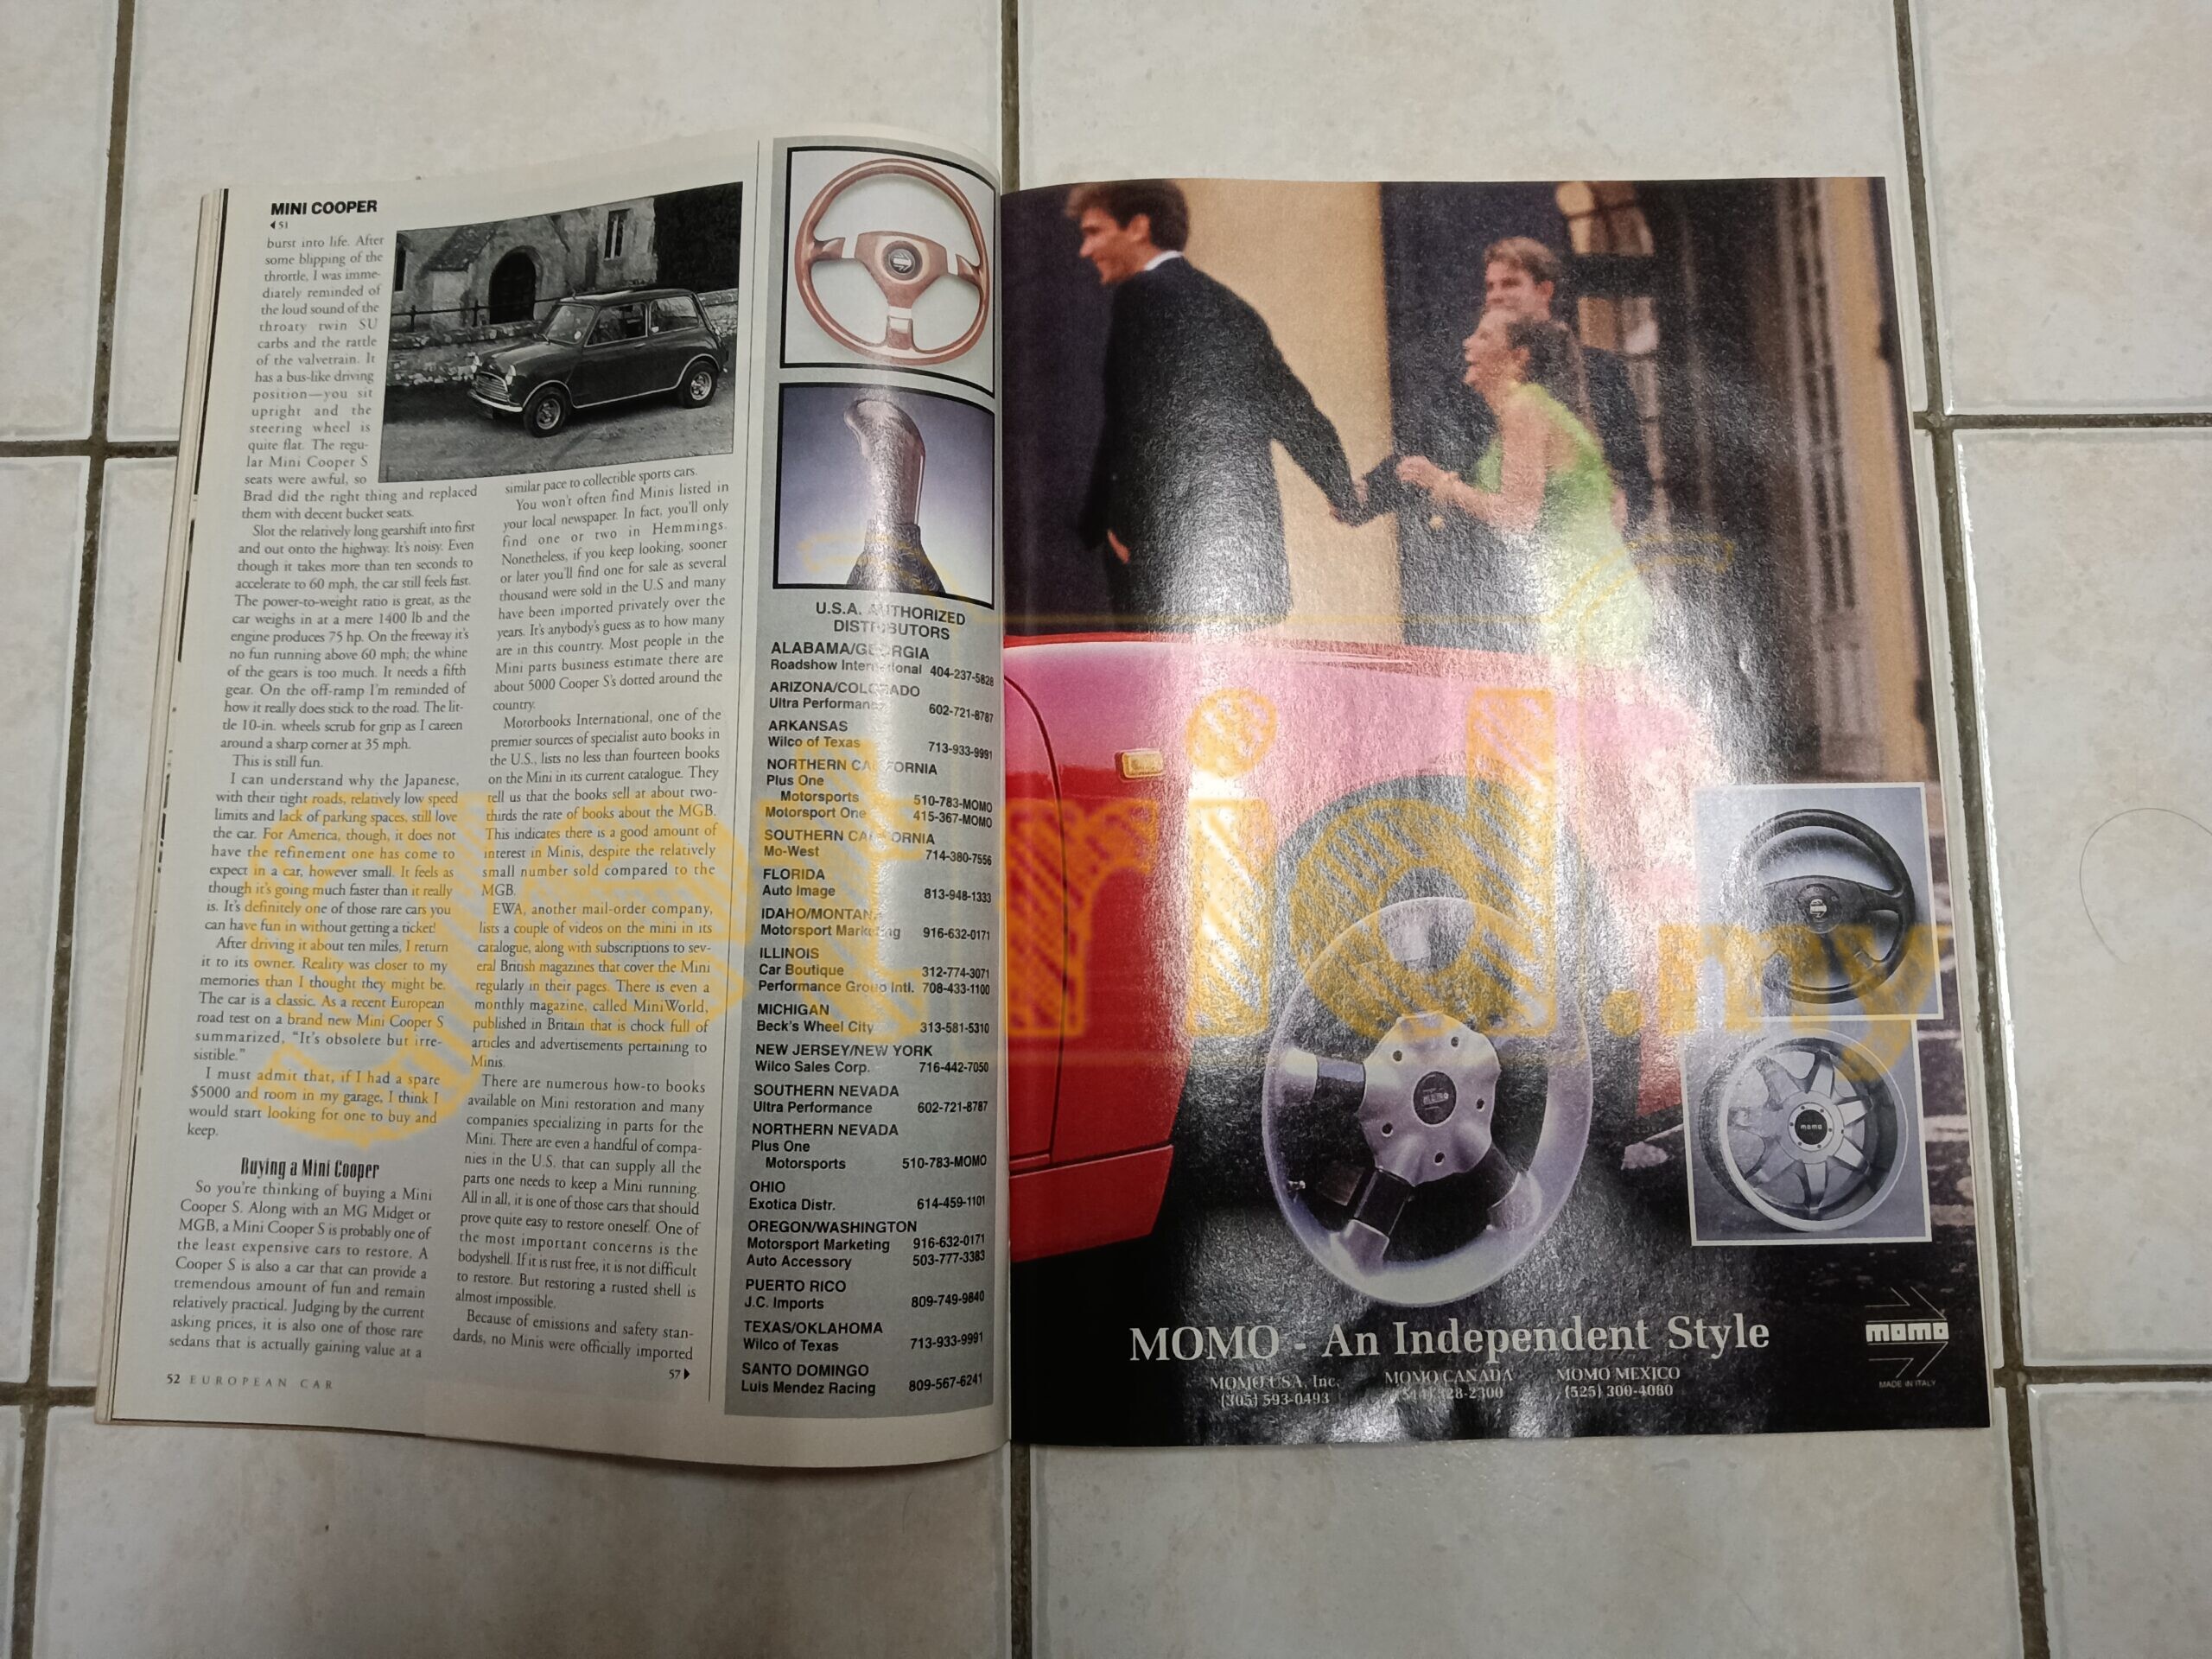 MINI COOPER
◀ 51
burst into life. After
some blipping of the
throttle, I was imme-
diately reminded of
the loud sound of the
throaty twin SU
carbs and the rattle
of the valvetrain. It
has a bus-like driving
position—you sit
upright and the
steering wheel is
quite flat. The regu-
lar Mini Cooper S
seats were awful, so
Brad did the right thing and replaced
them with decent bucket seats.
Slot the relatively long gearshift into first
and out onto the highway. It's noisy. Even
though it takes more than ten seconds to
accelerate to 60 mph, the car still feels fast.
The power-to-weight ratio is great, as the
car weighs in at a mere 1400 lb and the
engine produces 75 hp. On the freeway it's
no fun running above 60 mph; the whine
of the gears is too much. It needs a fifth
gear. On the off-ramp I'm reminded of
how it really does stick to the road. The lit-
tle 10-in. wheels scrub for grip as I careen
around a sharp corner at 35 mph.
This is still fun.
I can understand why the Japanese,
with their tight roads, relatively low speed
limits and lack of parking spaces, still love
the car. For America, though, it does not
have the refinement one has come to
expect in a car, however small. It feels as
though it's going much faster than it really
is. It's definitely one of those rare cars you
can have fun in without getting a ticket!
After driving it about ten miles, I return
it to its owner. Reality was closer to my
memories than I thought they might be.
The car is a classic. As a recent European
road test on a brand new Mini Cooper S
summarized, "It's obsolete but irre-
sistible."
I must admit that, if I had a spare
$5000 and room in my garage, I think I
would start looking for one to buy and
keep.
Buying a Mini Cooper
So you're thinking of buying a Mini
Cooper S. Along with an MG Midget or
MGB, a Mini Cooper S is probably one of
the least expensive cars to restore. A
Cooper S is also a car that can provide a
tremendous amount of fun and remain
relatively practical. Judging by the current
asking prices, it is also one of those rare
sedans that is actually gaining value at a
similar pace to collectible sports cars.
You won't often find Minis listed in
your local newspaper. In fact, you'll only
find one or two in Hemmings.
Nonetheless, if you keep looking, sooner
or later you'll find one for sale as several
thousand were sold in the U.S and many
have been imported privately over the
years. It's anybody's guess as to how many
are in this country. Most people in the
Mini parts business estimate there are
about 5000 Cooper S's dotted around the
country.
Motorbooks International, one of the
premier sources of specialist auto books in
the U.S., lists no less than fourteen books
on the Mini in its current catalogue. They
tell us that the books sell at about two-
thirds the rate of books about the MGB.
This indicates there is a good amount of
interest in Minis, despite the relatively
small number sold compared to the
MGB.
EWA, another mail-order company,
lists a couple of videos on the mini in its
catalogue, along with subscriptions to sev-
eral British magazines that cover the Mini
regularly in their pages. There is even a
monthly magazine, called MiniWorld,
published in Britain that is chock full of
articles and advertisements pertaining to
Minis.
There are numerous how-to books
available on Mini restoration and many
companies specializing in parts for the
Mini. There are even a handful of compa-
nies in the U.S. that can supply all the
parts one needs to keep a Mini running.
All in all, it is one of those cars that should
prove quite easy to restore oneself. One of
the most important concerns is the
bodyshell. If it is rust free, it is not difficult
to restore. But restoring a rusted shell is
almost impossible.
Because of emissions and safety stan-
dards, no Minis were officially imported
57 ▶
52 EUROPEAN CAR
U.S.A. AUTHORIZED
DISTRIBUTORS
ALABAMA/GEORGIA
Roadshow International 404-237-5828
ARIZONA/COLORADO
Ultra Performance 602-721-8787
ARKANSAS
Wilco of Texas 713-933-9991
NORTHERN CALIFORNIA
Plus One
Motorsports 510-783-MOMO
Motorsport One 415-367-MOMO
SOUTHERN CALIFORNIA
Mo-West 714-380-7556
FLORIDA
Auto Image 813-948-1333
IDAHO/MONTANA
Motorsport Marketing 916-632-0171
ILLINOIS
Car Boutique 312-774-3071
Performance Group Intl. 708-433-1100
MICHIGAN
Beck's Wheel City 313-581-5310
NEW JERSEY/NEW YORK
Wilco Sales Corp. 716-442-7050
SOUTHERN NEVADA
Ultra Performance 602-721-8787
NORTHERN NEVADA
Plus One
Motorsports 510-783-MOMO
OHIO
Exotica Distr. 614-459-1101
OREGON/WASHINGTON
Motorsport Marketing 916-632-0171
Auto Accessory 503-777-3383
PUERTO RICO
J.C. Imports 809-749-9840
TEXAS/OKLAHOMA
Wilco of Texas 713-933-9991
SANTO DOMINGO
Luis Mendez Racing 809-567-6241
momo
MOMO - An Independent Style
MOMO USA, Inc. MOMO CANADA MOMO MEXICO
(305) 593-0493 328-2300 (525) 300-4080
momo
MADE IN ITALY
.my